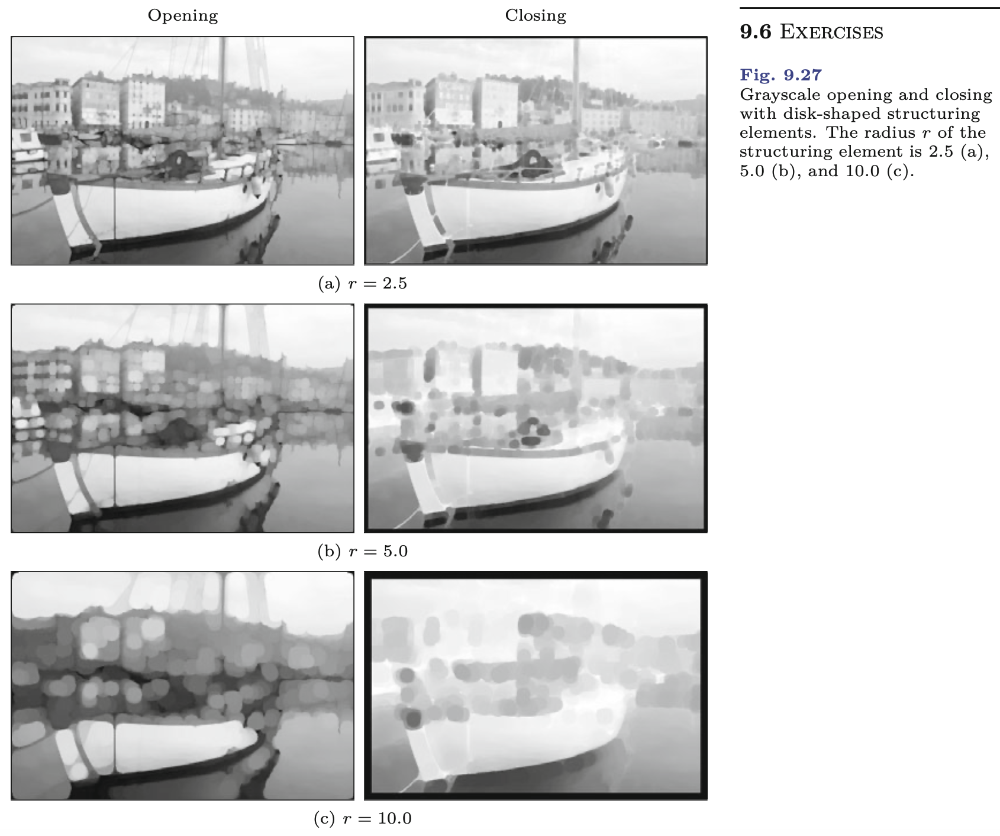 Opening
Closing
(a) r = 2.5
(b) r = 5.0
(c) r = 10.0
9.6 EXERCISES
Fig. 9.27
Grayscale opening and closing
with disk-shaped structuring
elements. The radius r of the
structuring element is 2.5 (a),
5.0 (b), and 10.0 (c).